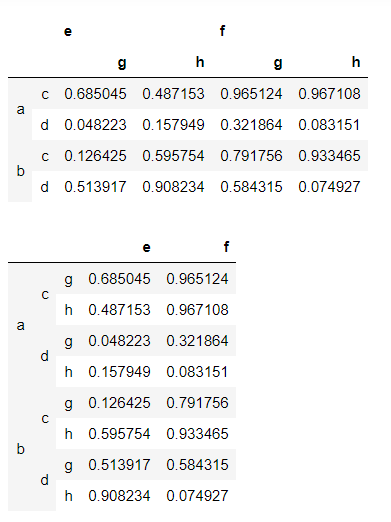 e f
g h g h
c 0.685045 0.487153 0.965124 0.967108
a
d 0.048223 0.157949 0.321864 0.083151
c 0.126425 0.595754 0.791756 0.933465
b
d 0.513917 0.908234 0.584315 0.074927
e f
g 0.685045 0.965124
c
h 0.487153 0.967108
a
g 0.048223 0.321864
d
h 0.157949 0.083151
g 0.126425 0.791756
c
h 0.595754 0.933465
b
g 0.513917 0.584315
d
h 0.908234 0.074927